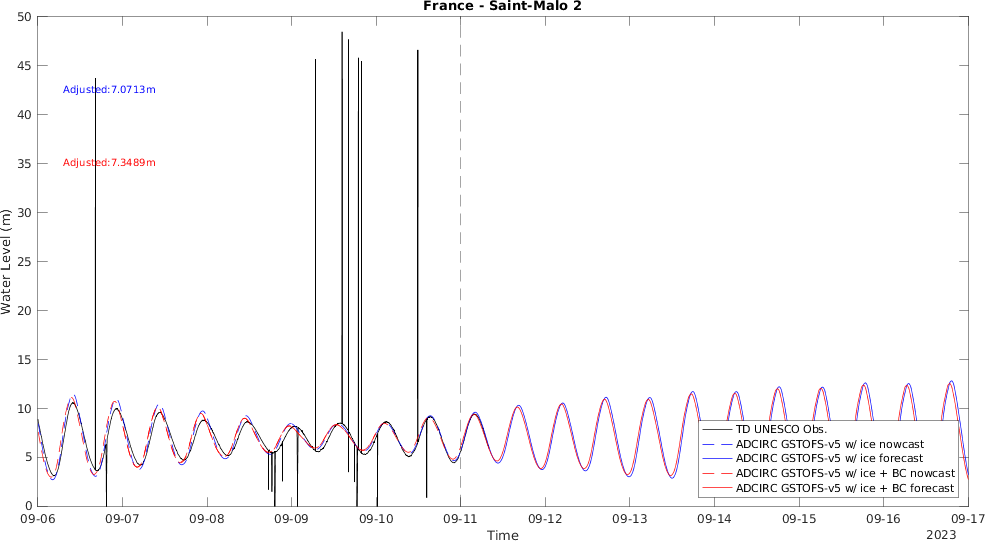 France - Saint-Malo 2
50
45
40
35
30
25
20
15
10
5
0
Water Level (m)
Adjusted:7.0713m
Adjusted:7.3489m
TD UNESCO Obs.
ADCIRC GSTOFS-v5 w/ ice nowcast
ADCIRC GSTOFS-v5 w/ ice forecast
ADCIRC GSTOFS-v5 w/ ice + BC nowcast
ADCIRC GSTOFS-v5 w/ ice + BC forecast
09-06 09-07 09-08 09-09 09-10 09-11 09-12 09-13 09-14 09-15 09-16 09-17
Time
2023